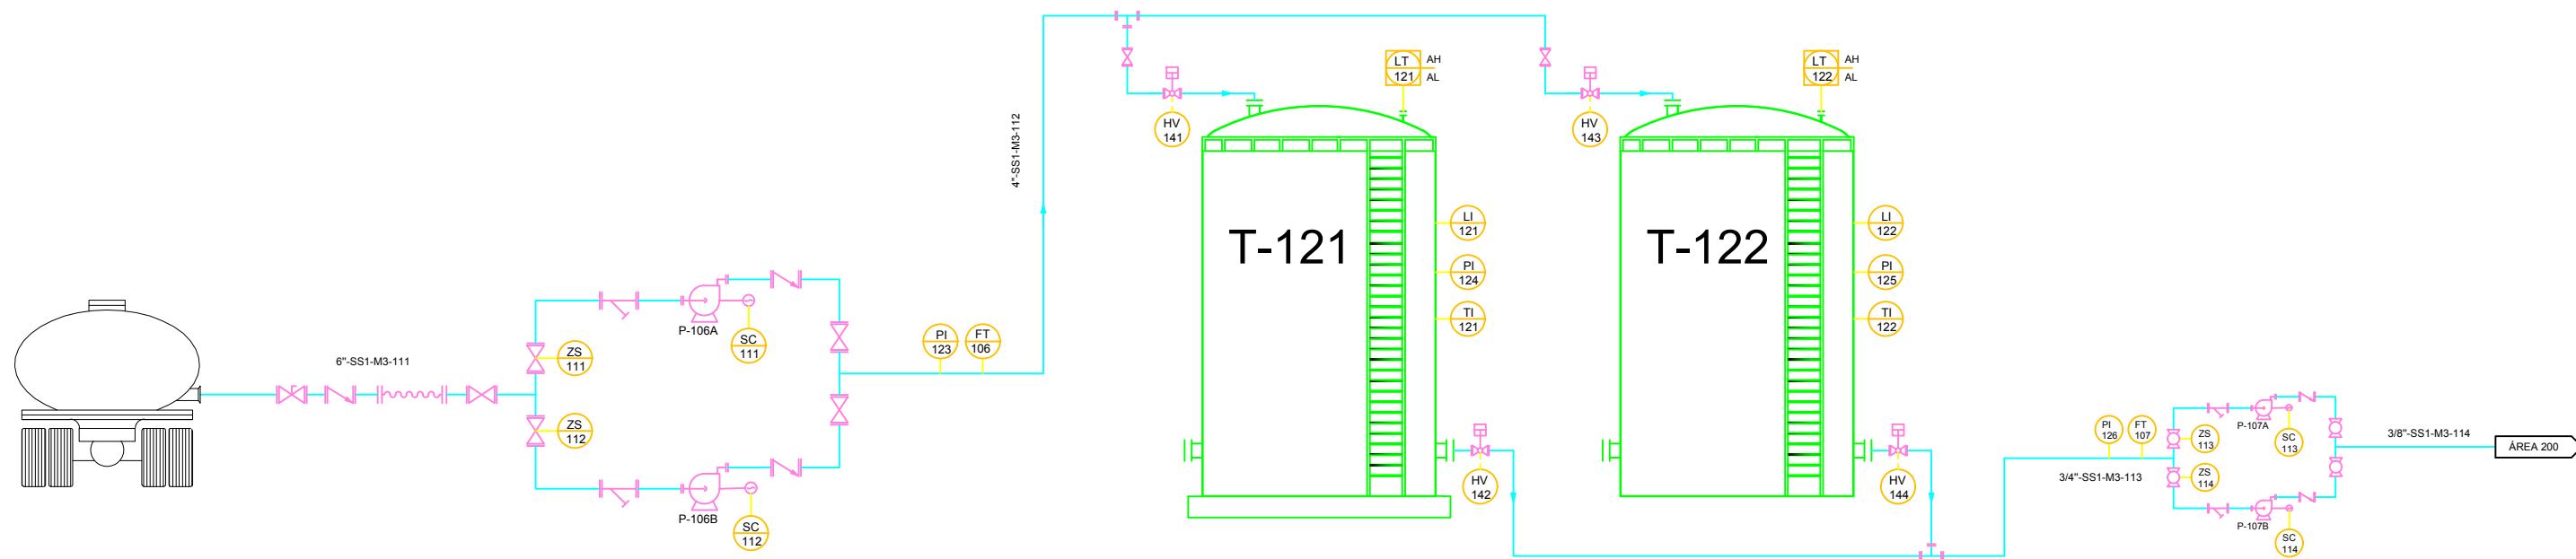 LT
121
AH
AL
LT
122
AH
AL
HV
141
HV
143
4"-SS1-M3-112
T-121
T-122
LI
121
PI
124
TI
121
LI
122
PI
125
TI
122
6"-SS1-M3-111
ZS
111
ZS
112
P-106A
SC
111
P-106B
SC
112
PI
123
FT
106
HV
142
HV
144
3/4"-SS1-M3-113
PI
126
FT
107
ZS
113
ZS
114
P-107A
SC
113
P-107B
SC
114
3/8"-SS1-M3-114
ÁREA 200